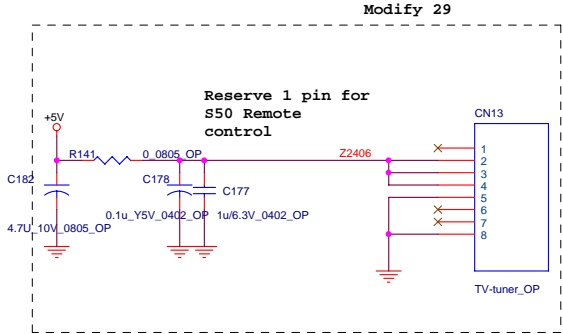 Modify 29
Reserve 1 pin for
S50 Remote
control
+5V
CN13
R141
0_0805_OP
Z2406
1
2
3
4
5
6
7
8
C182
C178
C177
0.1u_Y5V_0402_OP
1u/6.3V_0402_OP
4.7U_10V_0805_OP
TV-tuner_OP